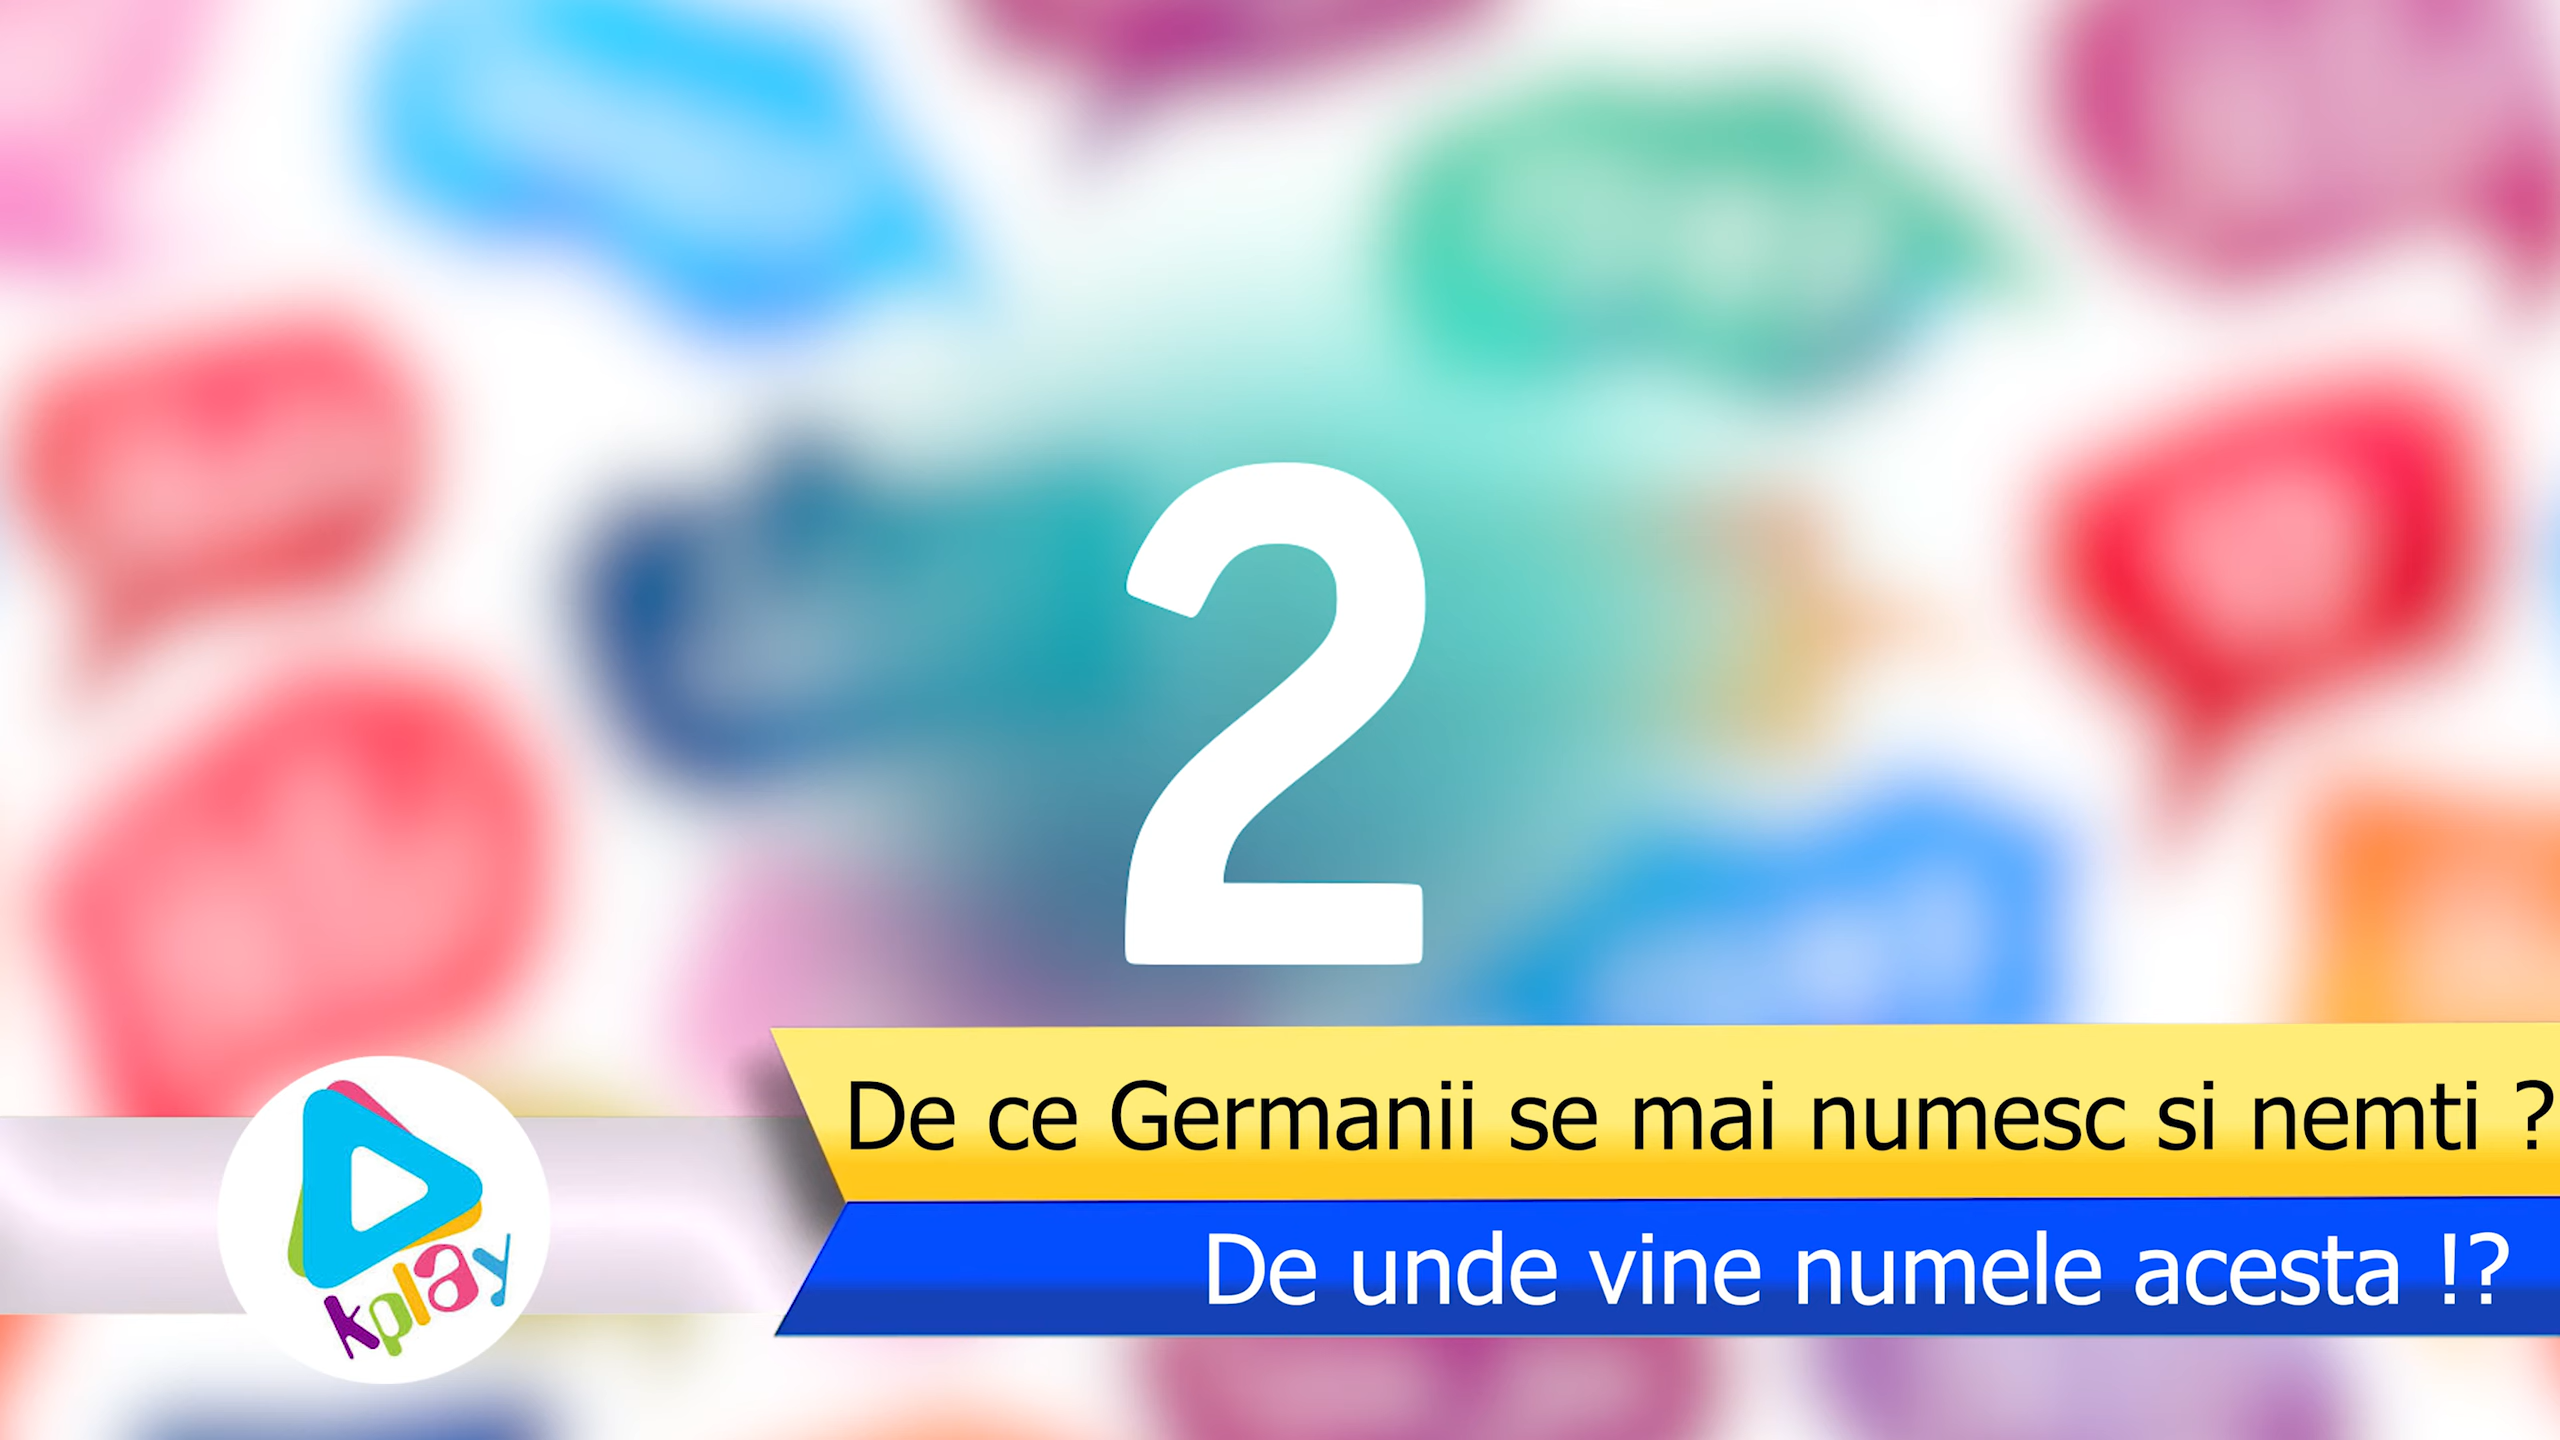 2
De ce Germanii se mai numesc si nemti ?
De unde vine numele acesta !?
kplay